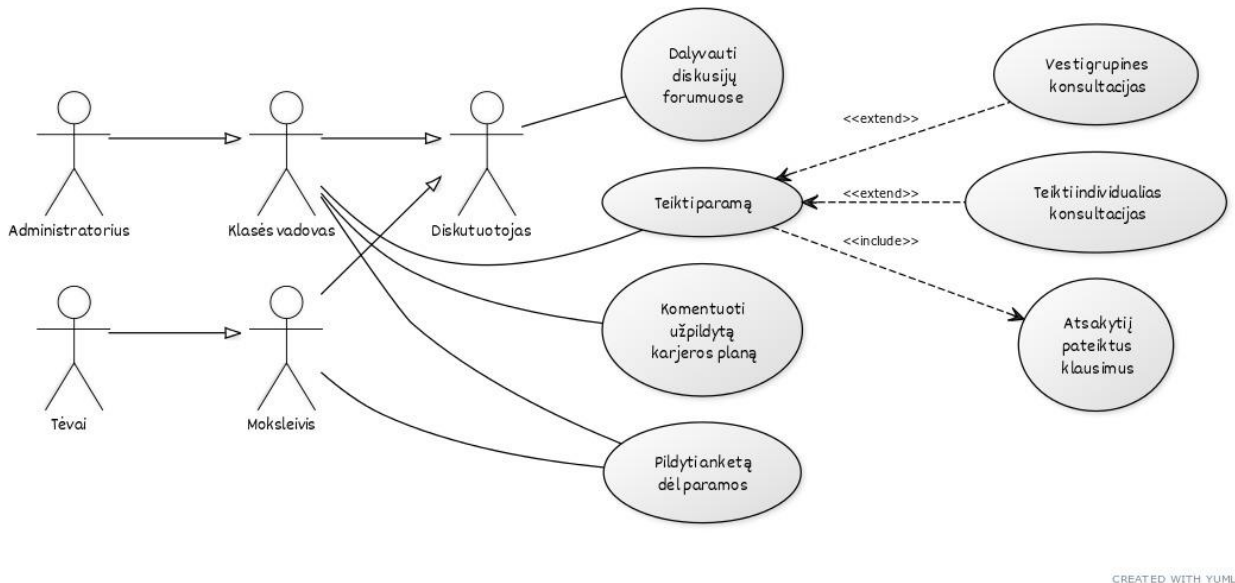 Dalyvauti
diskusijų
forumuose
Vesti grupines
konsultacijas
<<extend>>
Administratorius
Klasės vadovas
Diskutuotojas
Teikti paramą
<<extend>>
Teikti individualias
konsultacijas
<<include>>
Komentuoti
užpildytą
karjeros planą
Atsakyti į
pateiktus
klausimus
Tėvai
Moksleivis
Pildyti anketą
dėl paramos
CREATED WITH YUML